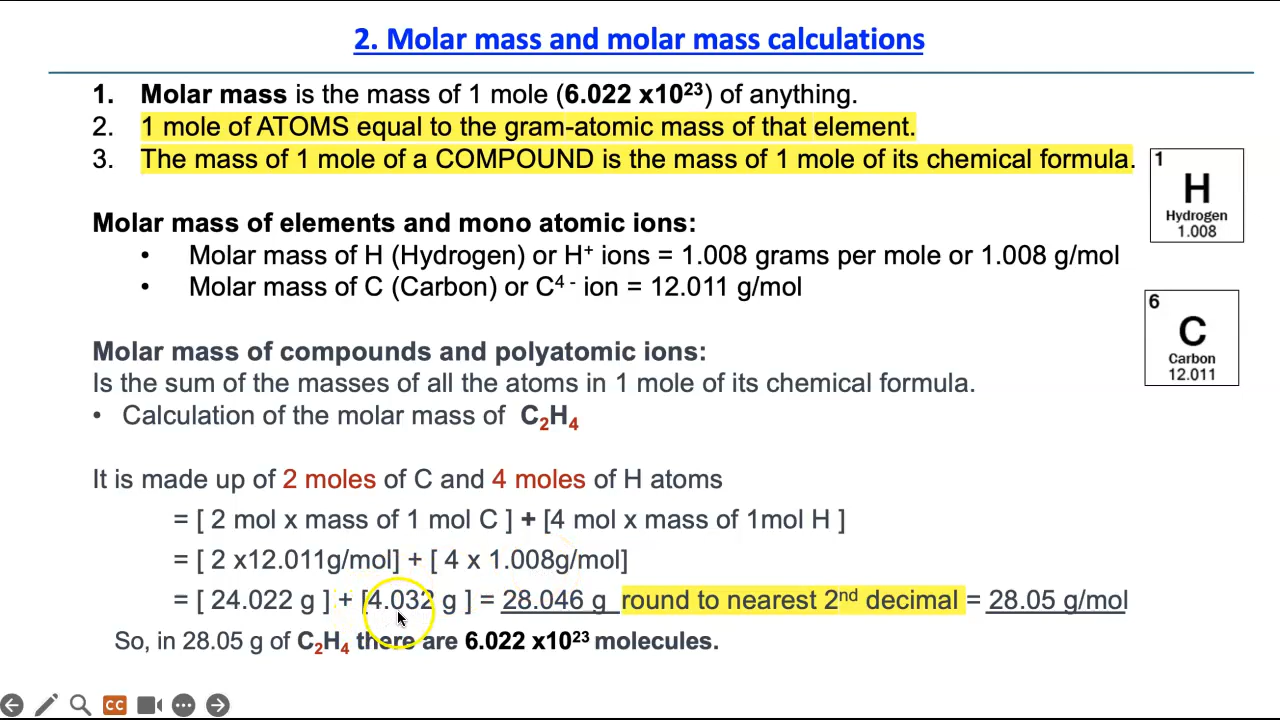 2. Molar mass and molar mass calculations
1. Molar mass is the mass of 1 mole (6.022 x10²³) of anything.
2. 1 mole of ATOMS equal to the gram-atomic mass of that element.
3. The mass of 1 mole of a COMPOUND is the mass of 1 mole of its chemical formula.
1
H
Hydrogen
1.008
Molar mass of elements and mono atomic ions:
• Molar mass of H (Hydrogen) or H⁺ ions = 1.008 grams per mole or 1.008 g/mol
• Molar mass of C (Carbon) or C⁴ ⁻ ion = 12.011 g/mol
6
C
Carbon
12.011
Molar mass of compounds and polyatomic ions:
Is the sum of the masses of all the atoms in 1 mole of its chemical formula.
• Calculation of the molar mass of C₂H₄
It is made up of 2 moles of C and 4 moles of H atoms
= [ 2 mol x mass of 1 mol C ] + [4 mol x mass of 1mol H ]
= [ 2 x12.011g/mol] + [ 4 x 1.008g/mol]
= [ 24.022 g ] + [4.032 g ] = 28.046 g round to nearest 2ⁿᵈ decimal = 28.05 g/mol
So, in 28.05 g of C₂H₄ there are 6.022 x10²³ molecules.
CC